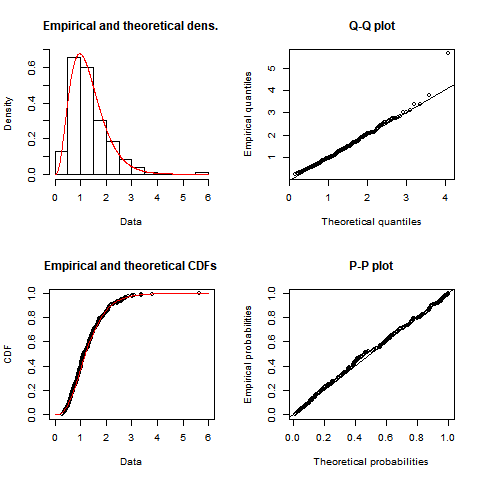 Empirical and theoretical dens.
Density
0.0 0.2 0.4 0.6
0 1 2 3 4 5 6
Data
Q-Q plot
Empirical quantiles
1 2 3 4 5
0 1 2 3 4
Theoretical quantiles
Empirical and theoretical CDFs
CDF
0.0 0.2 0.4 0.6 0.8 1.0
0 1 2 3 4 5 6
Data
P-P plot
Empirical probabilities
0.0 0.2 0.4 0.6 0.8 1.0
0.0 0.2 0.4 0.6 0.8 1.0
Theoretical probabilities